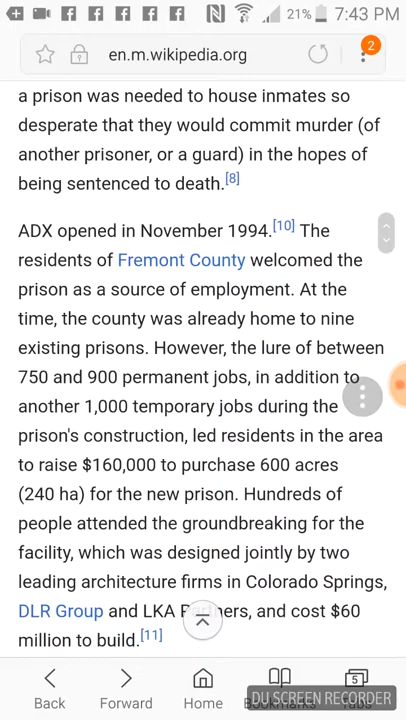 21% 7:43 PM
en.m.wikipedia.org
2
a prison was needed to house inmates so
desperate that they would commit murder (of
another prisoner, or a guard) in the hopes of
being sentenced to death.[8]
ADX opened in November 1994.[10] The
residents of Fremont County welcomed the
prison as a source of employment. At the
time, the county was already home to nine
existing prisons. However, the lure of between
750 and 900 permanent jobs, in addition to
another 1,000 temporary jobs during the
prison's construction, led residents in the area
to raise $160,000 to purchase 600 acres
(240 ha) for the new prison. Hundreds of
people attended the groundbreaking for the
facility, which was designed jointly by two
leading architecture firms in Colorado Springs,
DLR Group and LKA Partners, and cost $60
million to build.[11]
5
Back Forward Home Bookmarks Tabs
DU SCREEN RECORDER